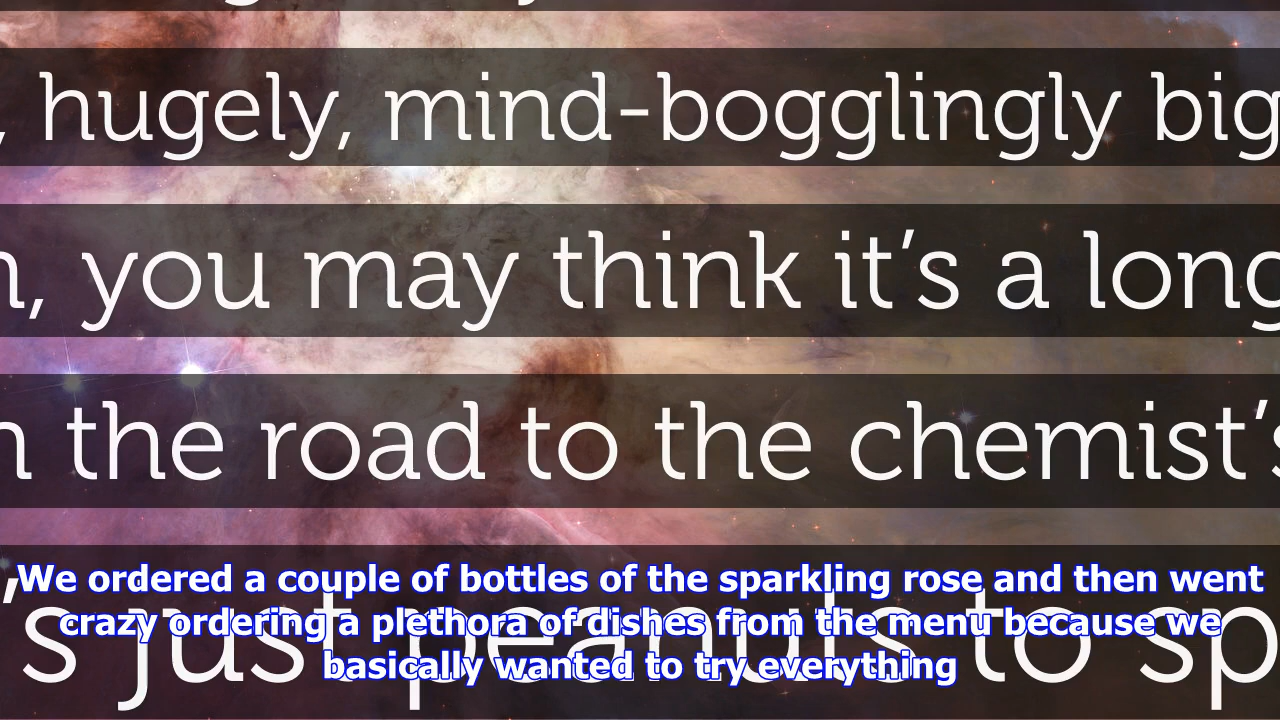 , hugely, mind-bogglingly big
n, you may think it’s a long
n the road to the chemist’s
’s just peanuts to sp
We ordered a couple of bottles of the sparkling rose and then went
crazy ordering a plethora of dishes from the menu because we
basically wanted to try everything